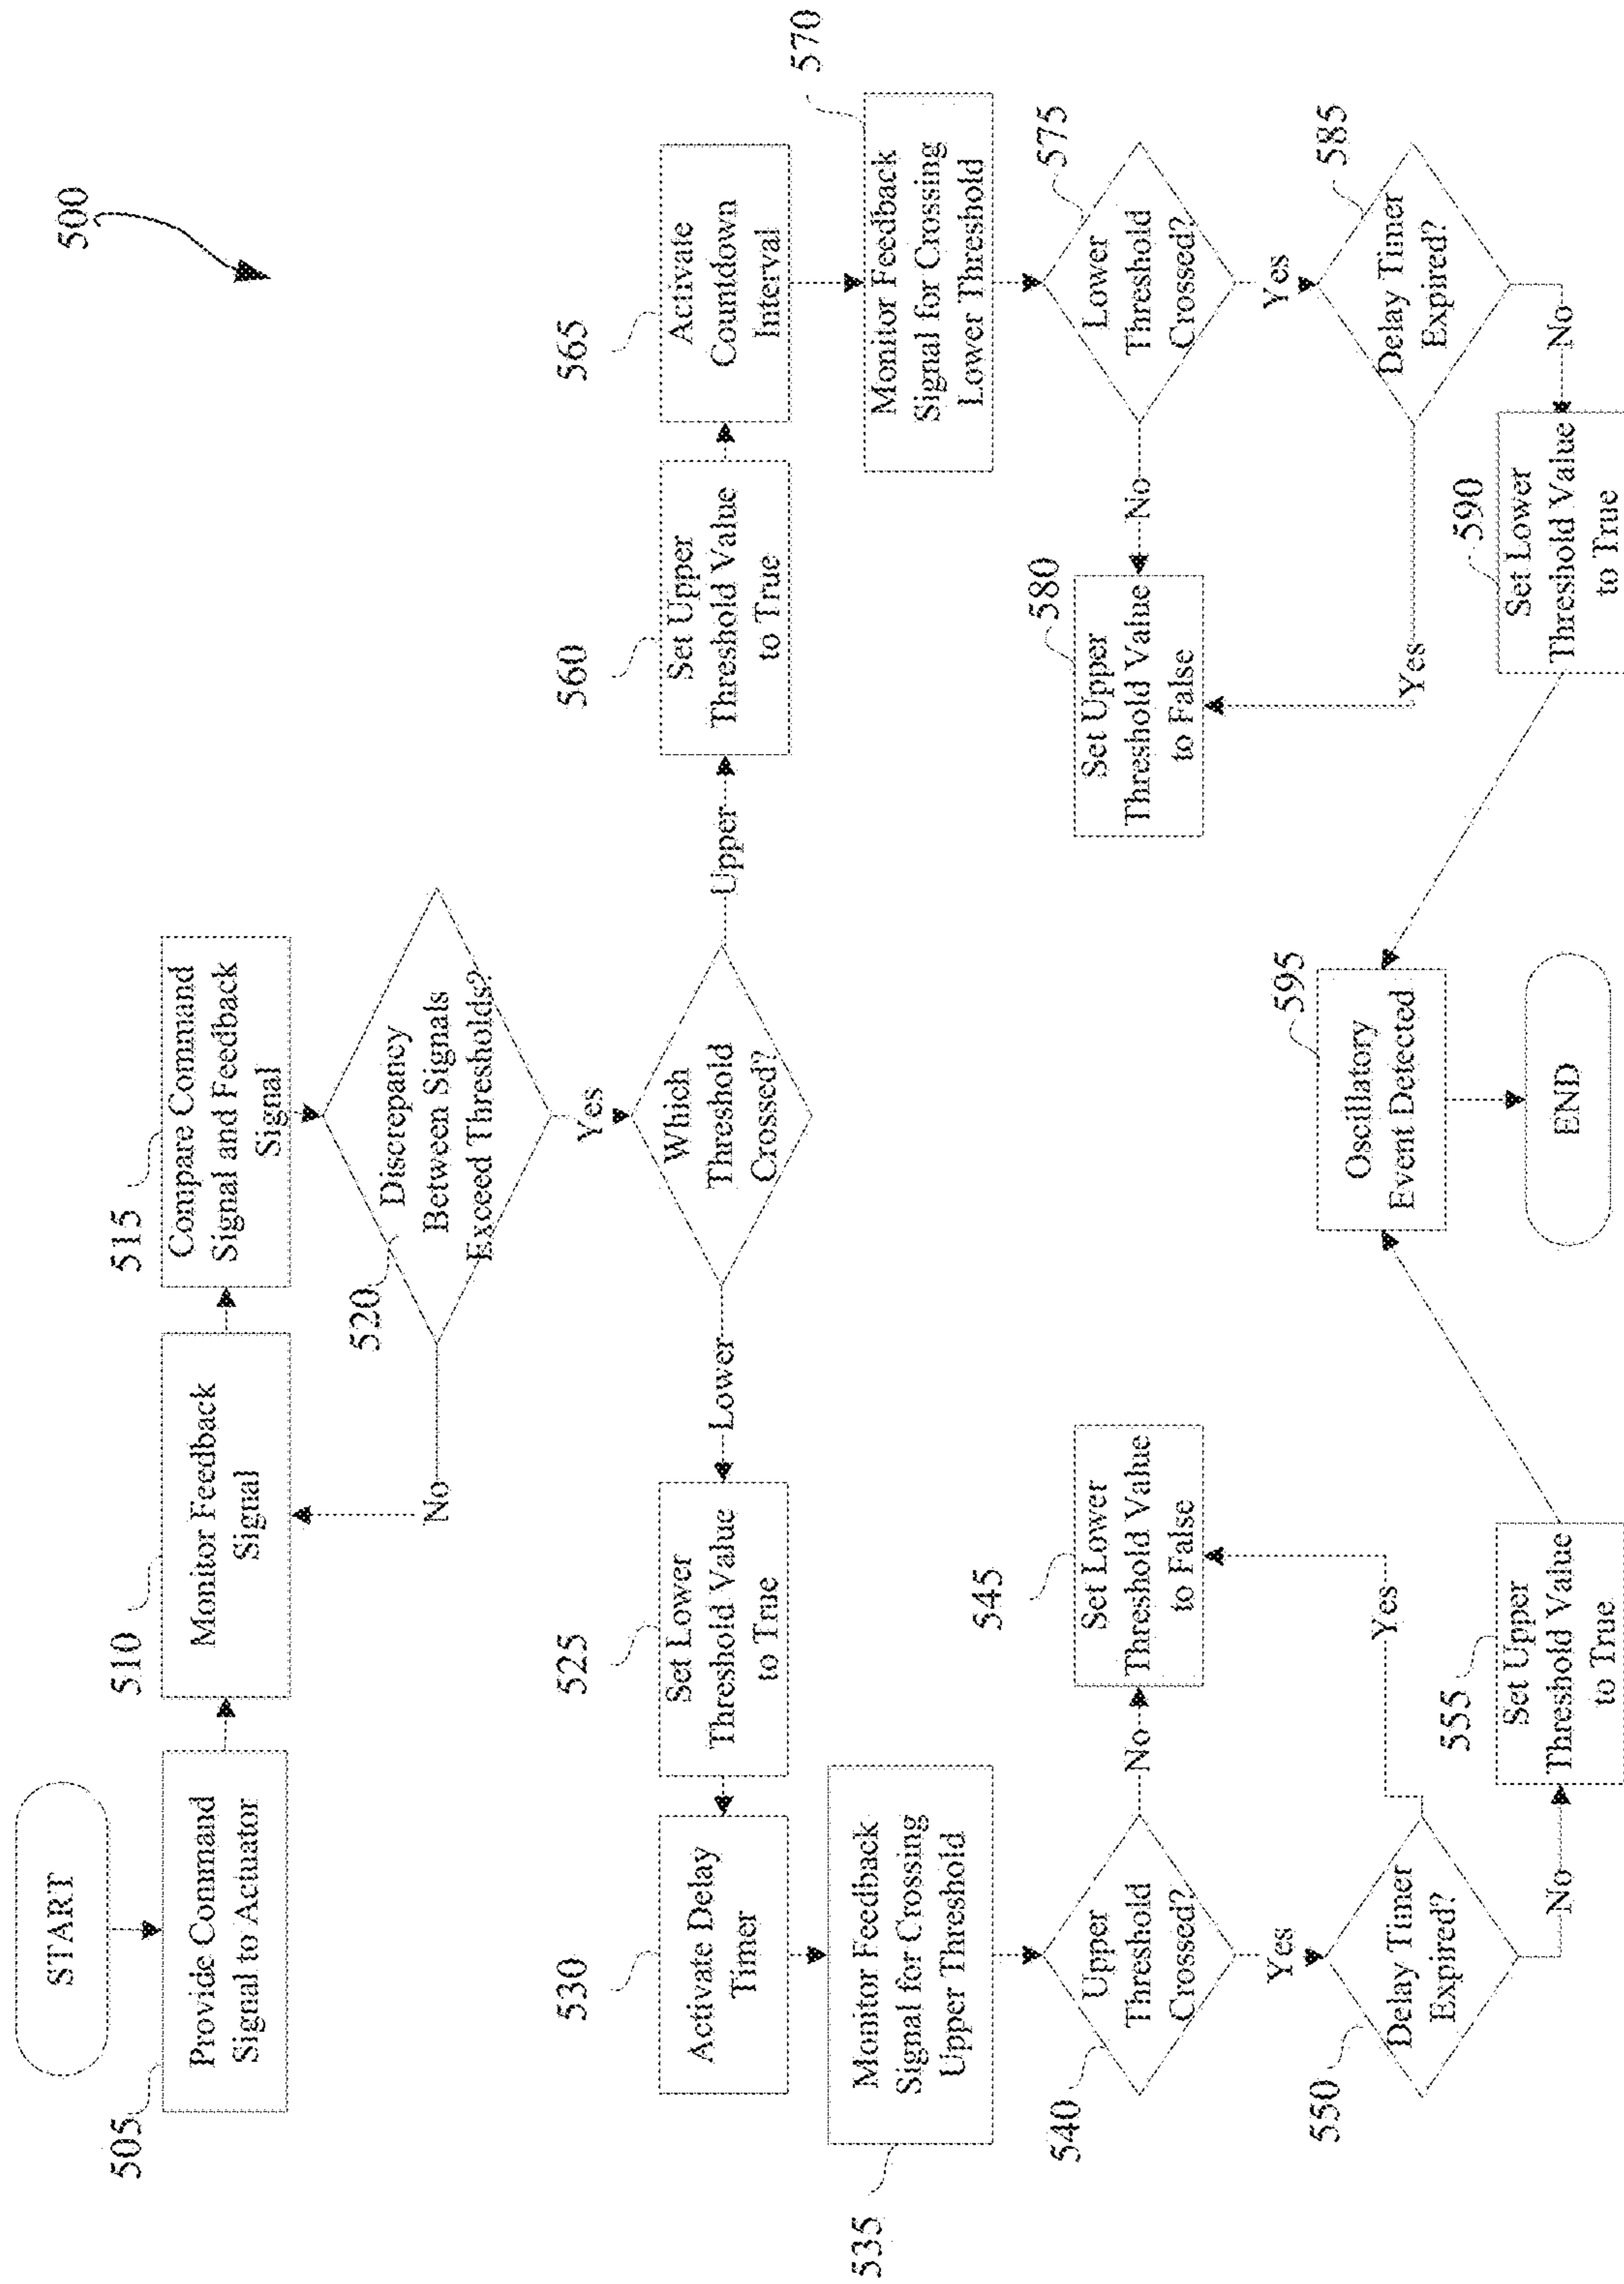 500
START
505
Provide Command
Signal to Actuator
510
Monitor Feedback
Signal
515
Compare Command
Signal and Feedback
Signal
520
Discrepancy
Between Signals
Exceed Thresholds?
No
Yes
Which
Threshold
Crossed?
Lower
Upper
525
Set Lower
Threshold Value
to True
530
Activate Delay
Timer
535
Monitor Feedback
Signal for Crossing
Upper Threshold
540
Upper
Threshold
Crossed?
No
545
Set Lower
Threshold Value
to False
Yes
550
Delay Timer
Expired?
Yes
No
555
Set Upper
Threshold Value
to True
560
Set Upper
Threshold Value
to True
565
Activate
Countdown
Interval
570
Monitor Feedback
Signal for Crossing
Lower Threshold
575
Lower
Threshold
Crossed?
No
580
Set Upper
Threshold Value
to False
Yes
585
Delay Timer
Expired?
Yes
No
590
Set Lower
Threshold Value
to True
595
Oscillatory
Event Detected
END